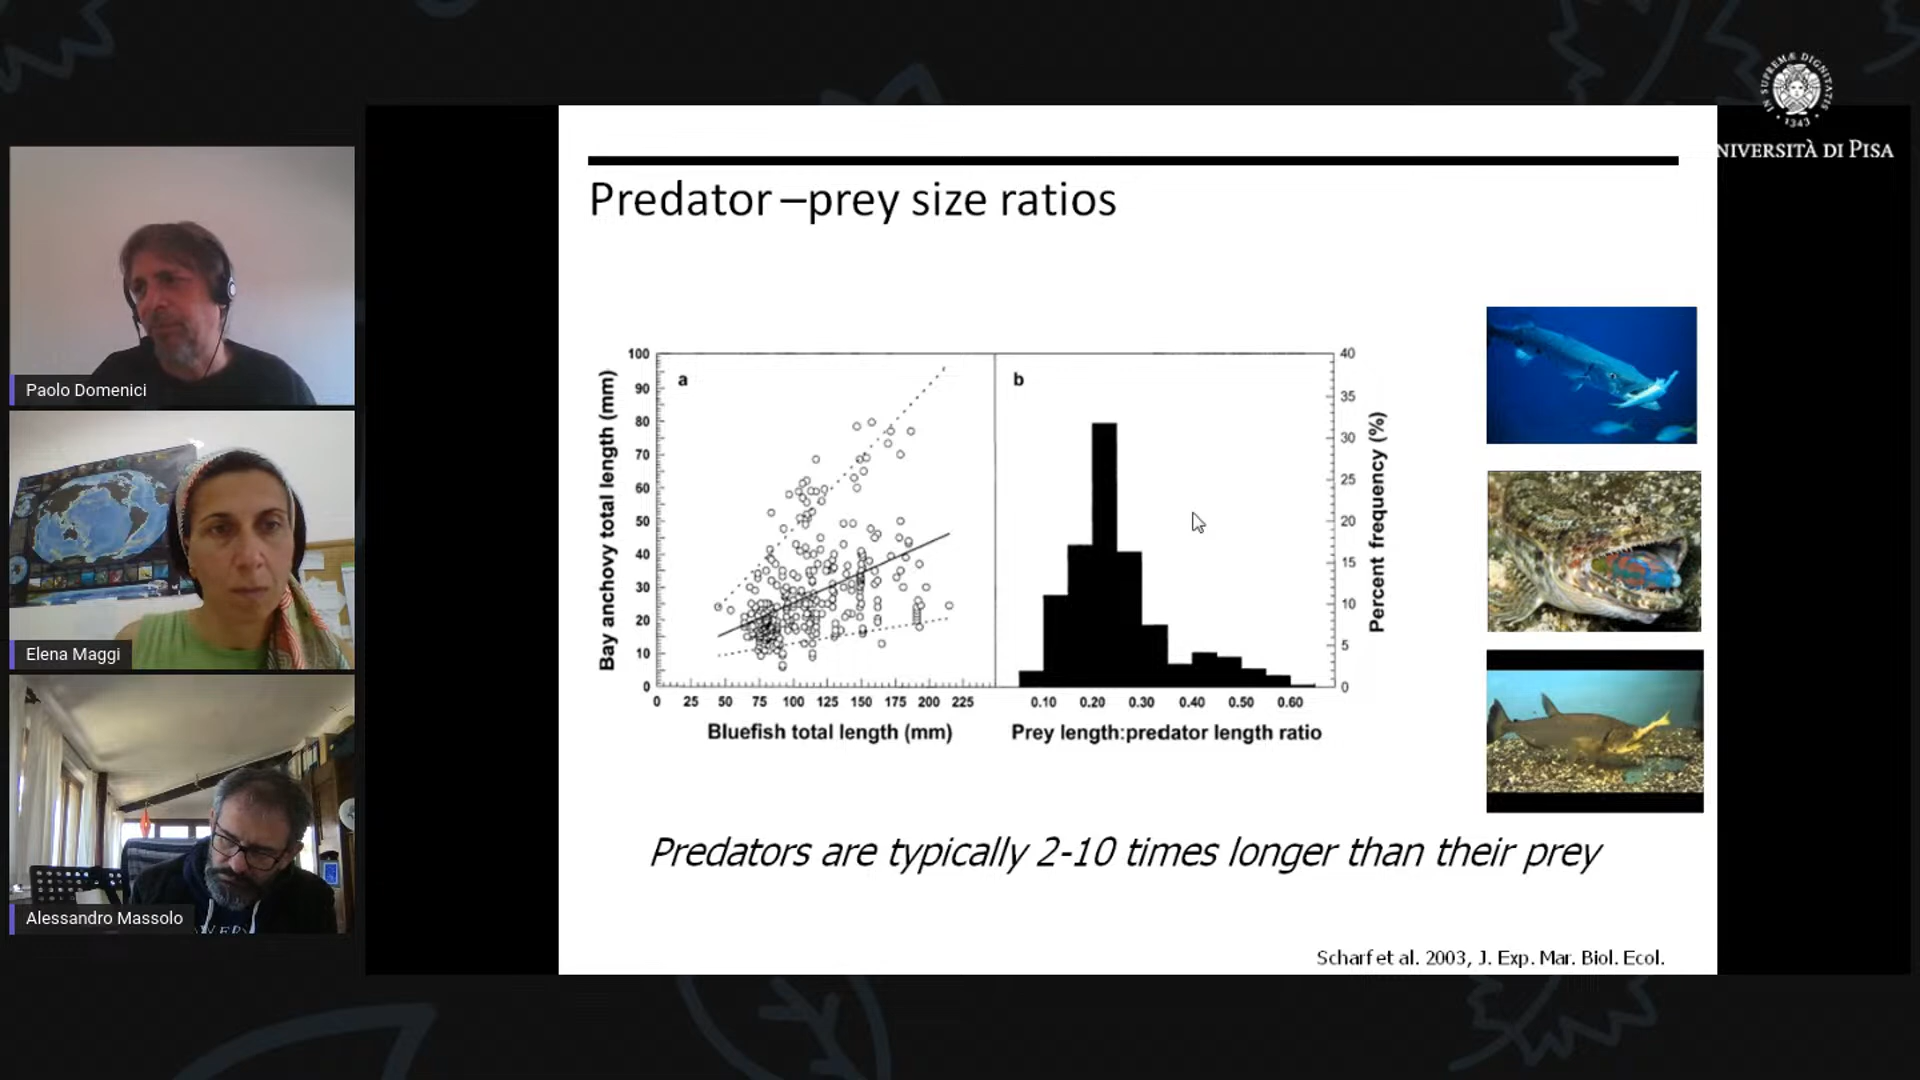 IN SUPREMÆ DIGNITATIS
1343
NIVERSITÀ DI PISA
Predator –prey size ratios
Paolo Domenici
Elena Maggi
Alessandro Massolo
a
100
90
80
70
60
50
40
30
20
10
0
Bay anchovy total length (mm)
0 25 50 75 100 125 150 175 200 225
Bluefish total length (mm)
b
40
35
30
25
20
15
10
5
0
Percent frequency (%)
0.10 0.20 0.30 0.40 0.50 0.60
Prey length:predator length ratio
Predators are typically 2-10 times longer than their prey
Scharf et al. 2003, J. Exp. Mar. Biol. Ecol.